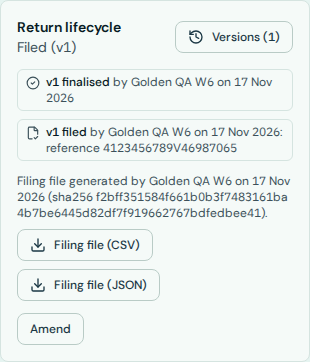 Return lifecycle
Filed (v1)
Versions (1)
v1 finalised by Golden QA W6 on 17 Nov
2026
v1 filed by Golden QA W6 on 17 Nov 2026:
reference 4123456789V46987065
Filing file generated by Golden QA W6 on 17 Nov
2026 (sha256 f2bff351584f661b0b3f7483161ba
4b7be6445d82df7f919662767bdfedbee41).
Filing file (CSV)
Filing file (JSON)
Amend